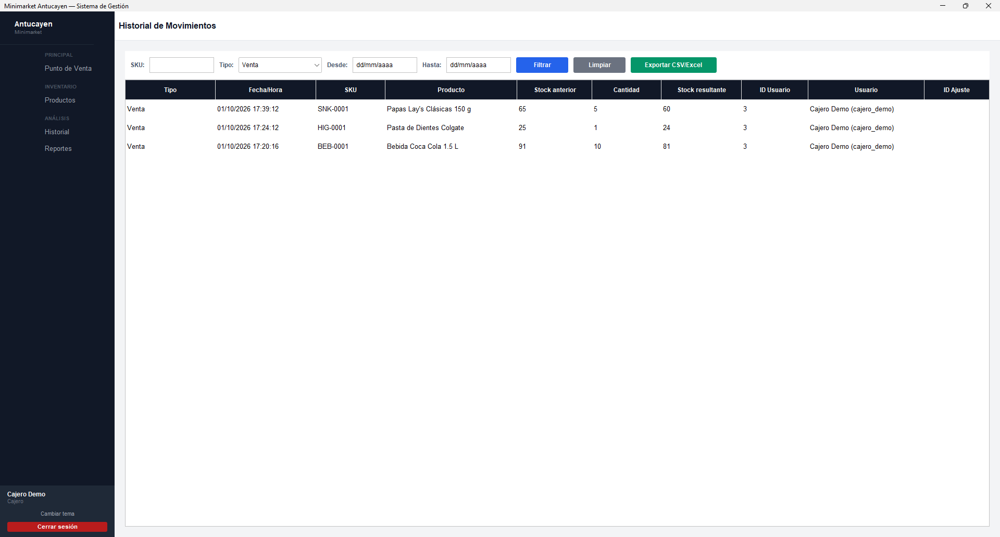 Minimarket Antucayen — Sistema de Gestión
Antucayen
Minimarket
PRINCIPAL
Punto de Venta
INVENTARIO
Productos
ANÁLISIS
Historial
Reportes
Cajero Demo
Cajero
Cambiar tema
Cerrar sesión
Historial de Movimientos
SKU: Tipo: Venta Desde: dd/mm/aaaa Hasta: dd/mm/aaaa Filtrar Limpiar Exportar CSV/Excel
Tipo Fecha/Hora SKU Producto Stock anterior Cantidad Stock resultante ID Usuario Usuario ID Ajuste
Venta 01/10/2026 17:39:12 SNK-0001 Papas Lay's Clásicas 150 g 65 5 60 3 Cajero Demo (cajero_demo)
Venta 01/10/2026 17:24:12 HIG-0001 Pasta de Dientes Colgate 25 1 24 3 Cajero Demo (cajero_demo)
Venta 01/10/2026 17:20:16 BEB-0001 Bebida Coca Cola 1.5 L 91 10 81 3 Cajero Demo (cajero_demo)